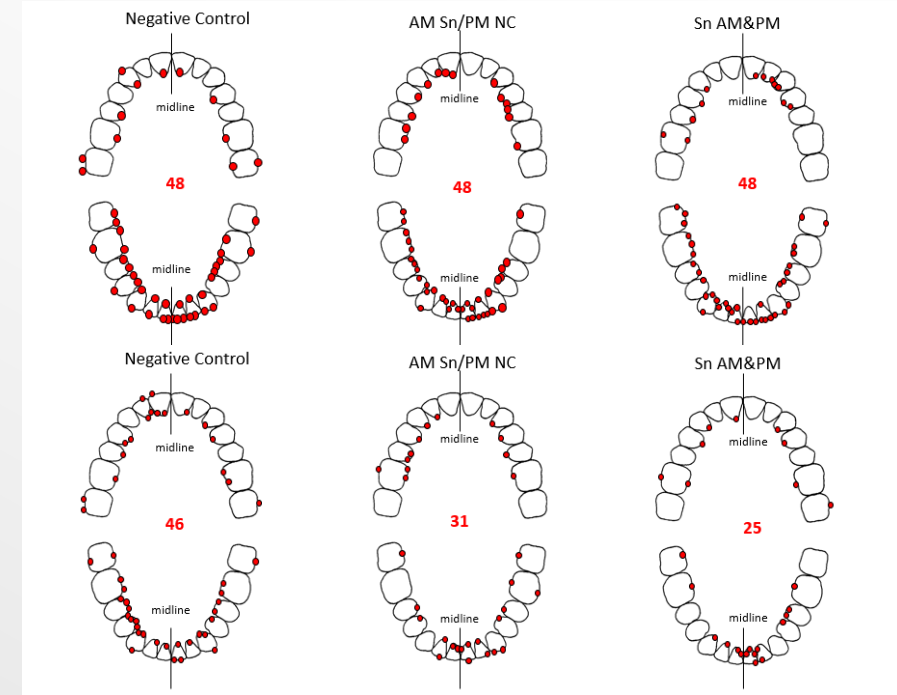 Negative Control
AM Sn/PM NC
Sn AM&PM
midline
midline
midline
48
48
48
midline
midline
midline
Negative Control
AM Sn/PM NC
Sn AM&PM
midline
midline
midline
46
31
25
midline
midline
midline